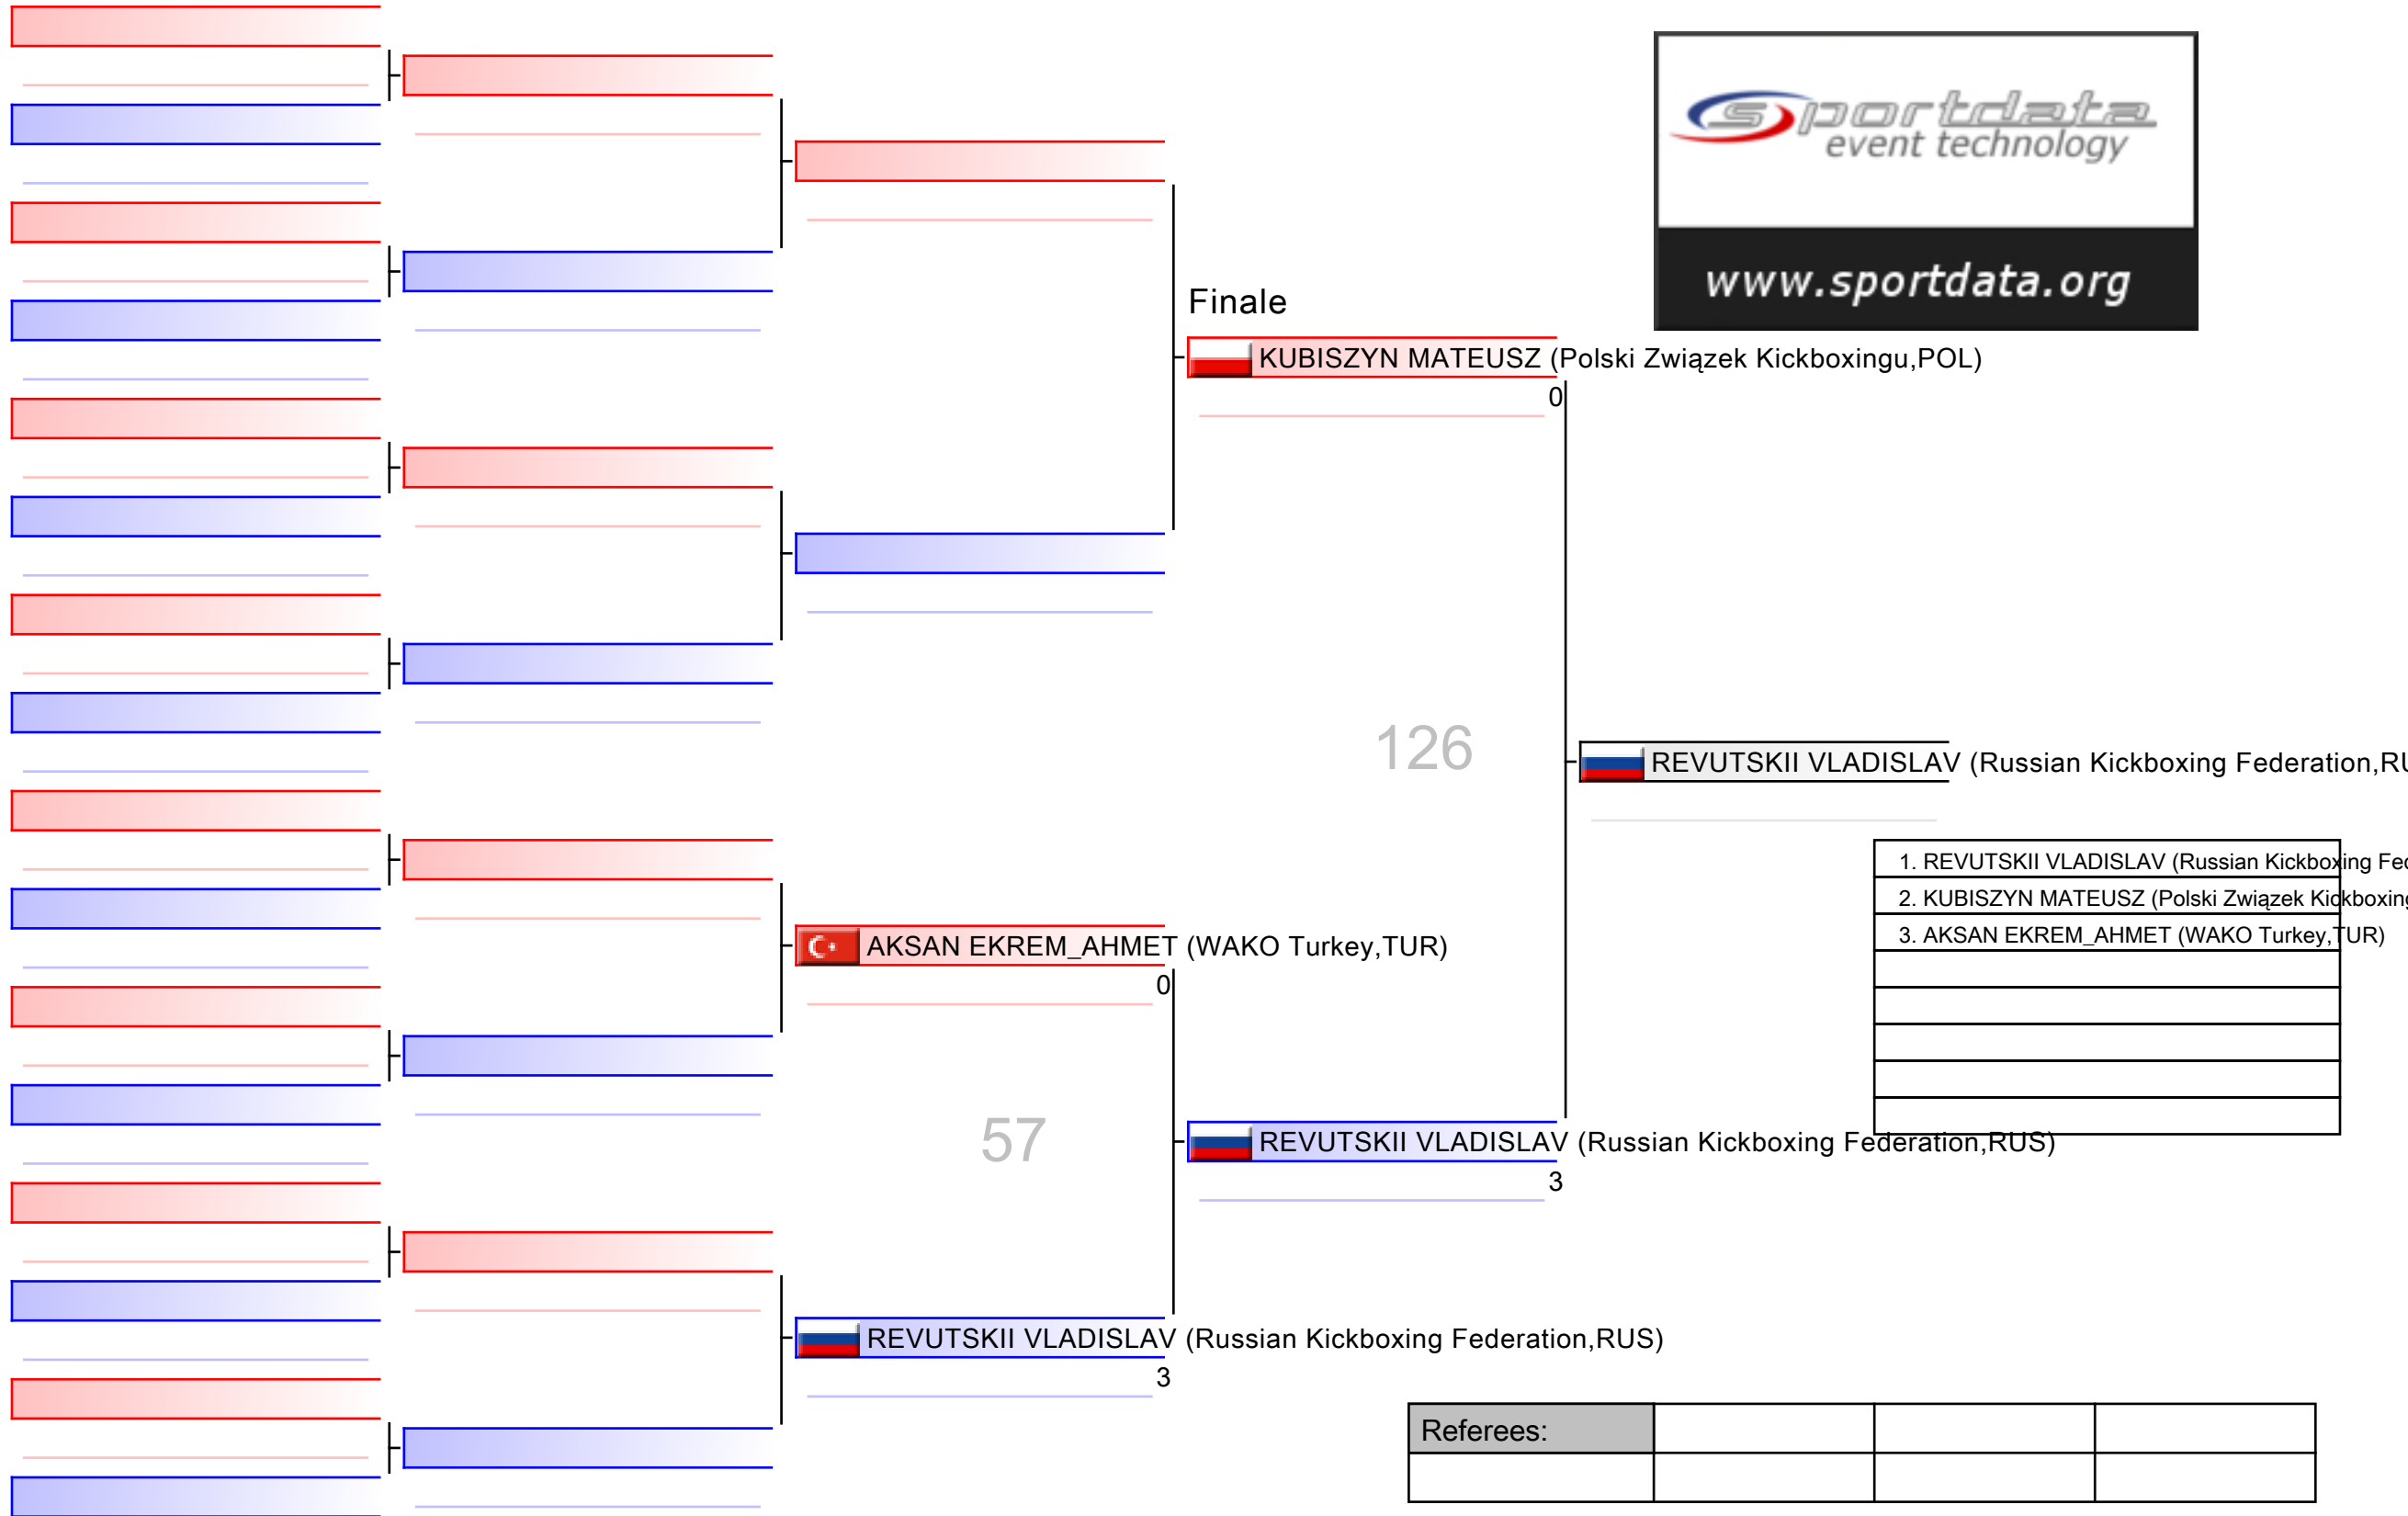 sportdata
event technology
www.sportdata.org
Finale
KUBISZYN MATEUSZ (Polski Związek Kickboxingu,POL)
0
126
REVUTSKII VLADISLAV (Russian Kickboxing Federation,RU
1. REVUTSKII VLADISLAV (Russian Kickboxing Fed
2. KUBISZYN MATEUSZ (Polski Związek Kickboxing
3. AKSAN EKREM_AHMET (WAKO Turkey,TUR)
AKSAN EKREM_AHMET (WAKO Turkey,TUR)
0
57
REVUTSKII VLADISLAV (Russian Kickboxing Federation,RUS)
3
REVUTSKII VLADISLAV (Russian Kickboxing Federation,RUS)
3
Referees: